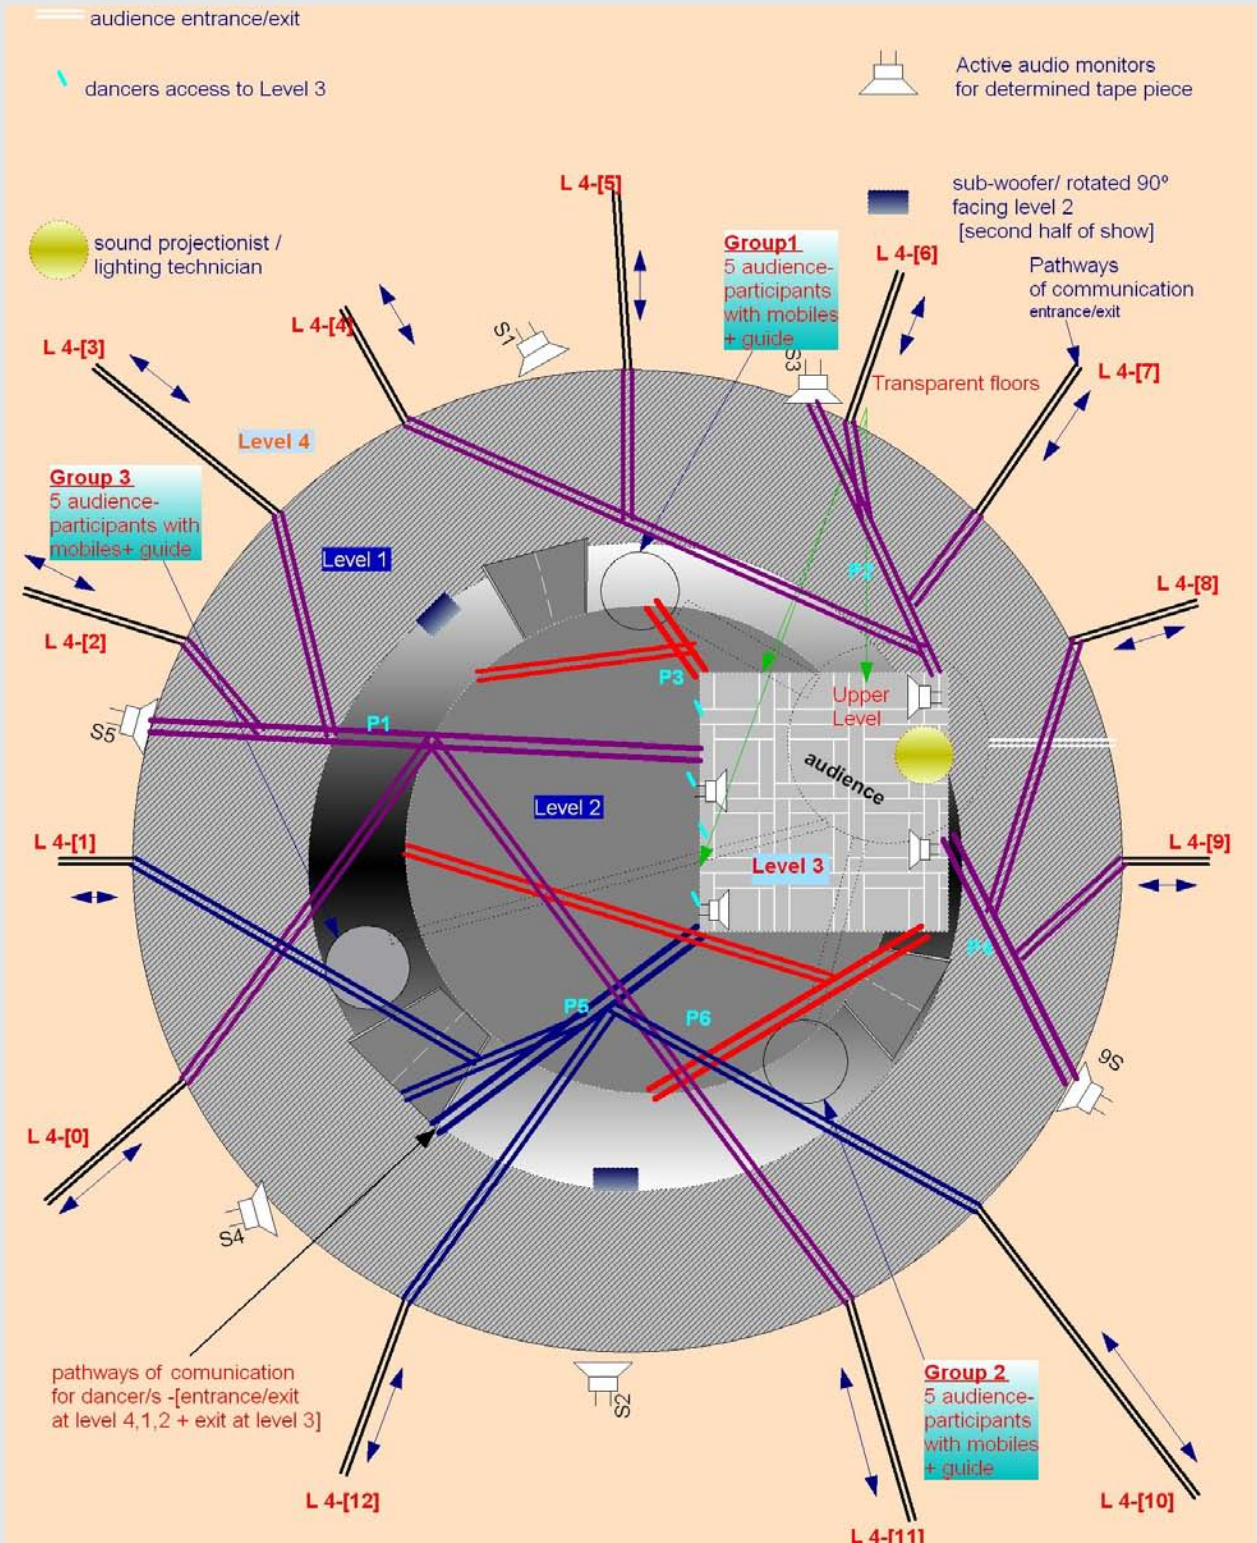 audience entrance/exit
dancers access to Level 3
Active audio monitors
for determined tape piece
sub-woofer/ rotated 90º
facing level 2
[second half of show]
sound projectionist /
lighting technician
L 4-[5]
Group1
5 audience-
participants
with mobiles
+ guide
L 4-[6]
Pathways
of communication
entrance/exit
L 4-[4]
S1
S3
L 4-[3]
L 4-[7]
Transparent floors
Level 4
Group 3
5 audience-
participants with
mobiles+ guide
Level 1
P2
L 4-[8]
L 4-[2]
P3
Upper
Level
S5
P1
audience
Level 2
L 4-[1]
L 4-[9]
Level 3
P4
P5
P6
S6
L 4-[0]
S4
pathways of comunication
for dancer/s -[entrance/exit
at level 4,1,2 + exit at level 3]
S2
Group 2
5 audience-
participants
with mobiles
+ guide
L 4-[12]
L 4-[10]
L 4-[11]